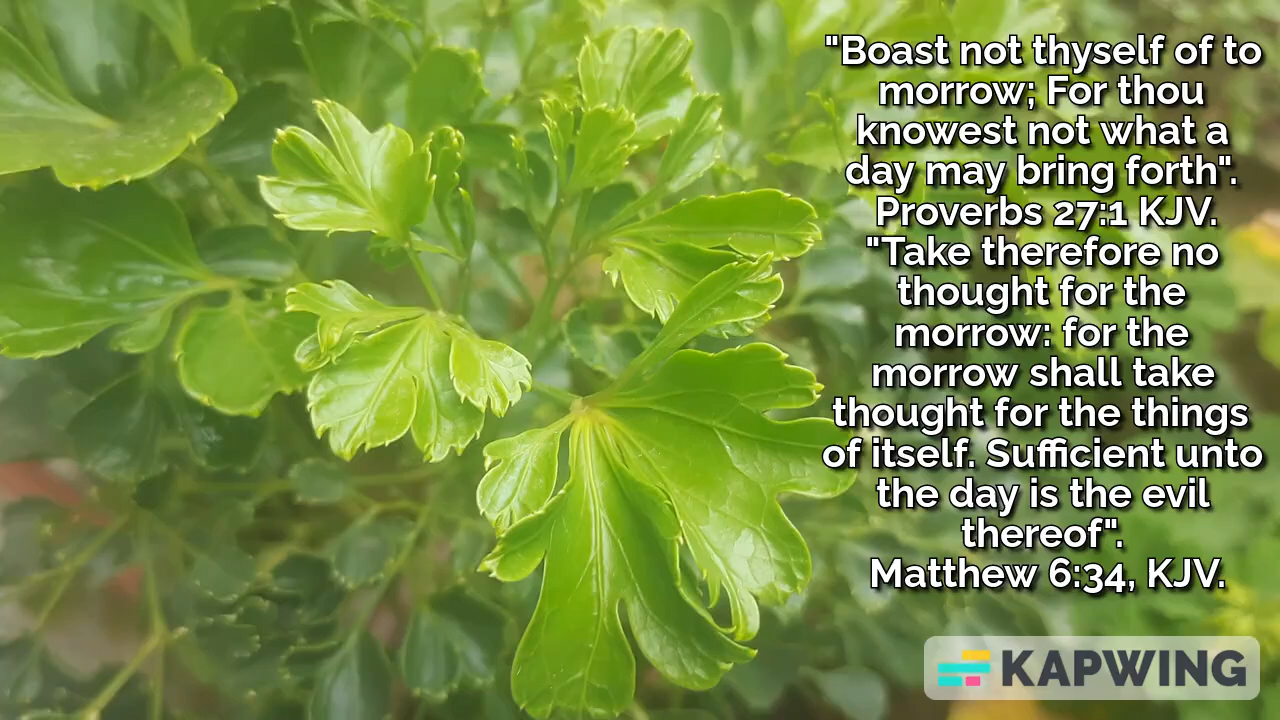 "Boast not thyself of to
morrow; For thou
knowest not what a
day may bring forth".
Proverbs 27:1 KJV.
"Take therefore no
thought for the
morrow: for the
morrow shall take
thought for the things
of itself. Sufficient unto
the day is the evil
thereof".
Matthew 6:34, KJV.
KAPWING